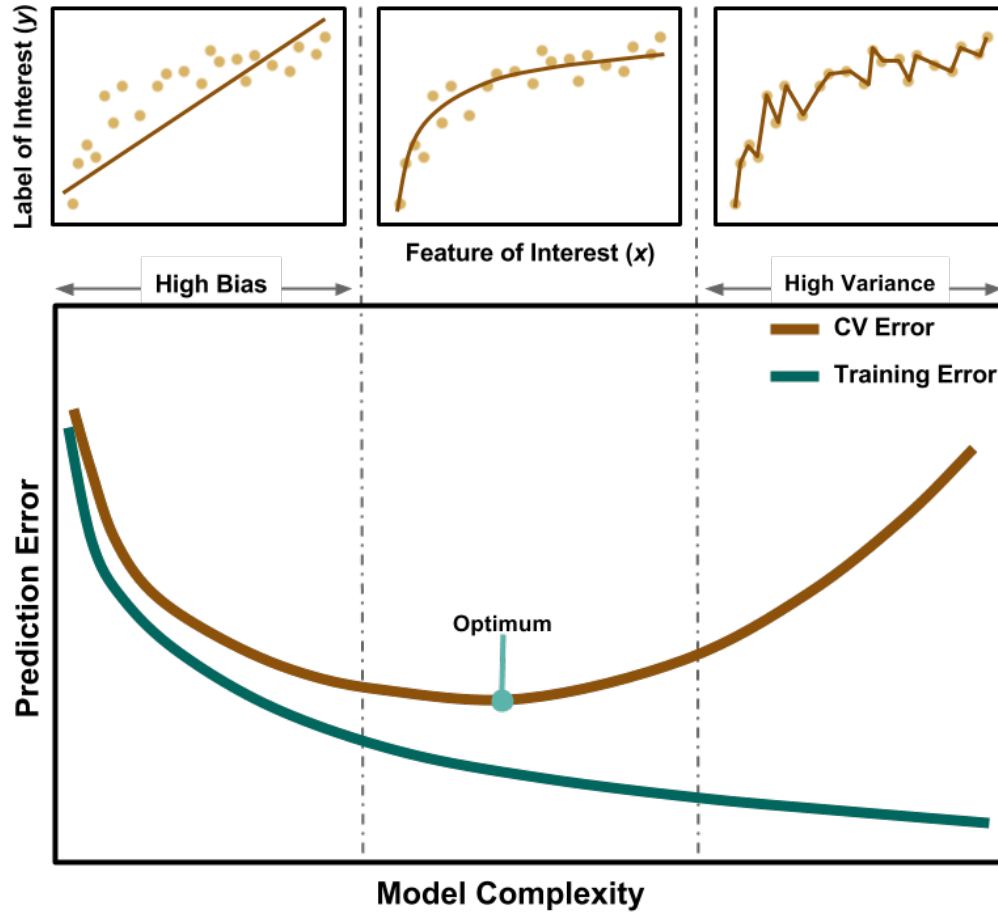 Label of Interest (y)
Feature of Interest (x)
High Bias
High Variance
CV Error
Training Error
Prediction Error
Optimum
Model Complexity